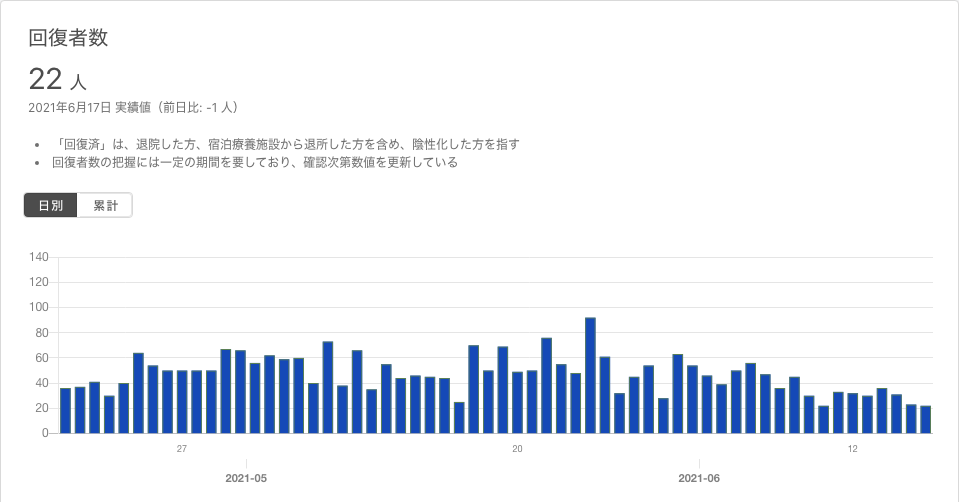 回復者数
22 人
2021年6月17日 実績値（前日比: -1 人）
• 「回復済」は、退院した方、宿泊療養施設から退所した方を含め、陰性化した方を指す
• 回復者数の把握には一定の期間を要しており、確認次第数値を更新している
日別 累計
140
120
100
80
60
40
20
0
27 20 12
2021-05 2021-06